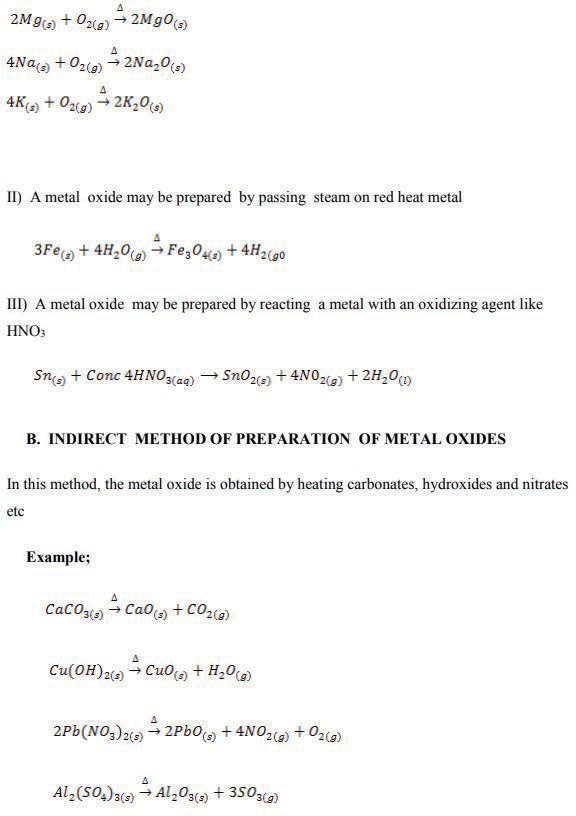 2Mg(s) + O2(g) →Δ 2MgO(s)
4Na(s) + O2(g) →Δ 2Na2O(s)
4K(s) + O2(g) →Δ 2K2O(s)
II) A metal oxide may be prepared by passing steam on red heat metal
3Fe(s) + 4H2O(g) →Δ Fe3O4(s) + 4H2(g0
III) A metal oxide may be prepared by reacting a metal with an oxidizing agent like
HNO3
Sn(s) + Conc 4HNO3(aq) → SnO2(s) + 4N02(g) + 2H2O(l)
B. INDIRECT METHOD OF PREPARATION OF METAL OXIDES
In this method, the metal oxide is obtained by heating carbonates, hydroxides and nitrates
etc
Example;
CaCO3(s) →Δ CaO(s) + CO2(g)
Cu(OH)2(s) →Δ CuO(s) + H2O(g)
2Pb(NO3)2(s) →Δ 2PbO(s) + 4NO2(g) + O2(g)
Al2(SO4)3(s) →Δ Al2O3(s) + 3SO3(g)